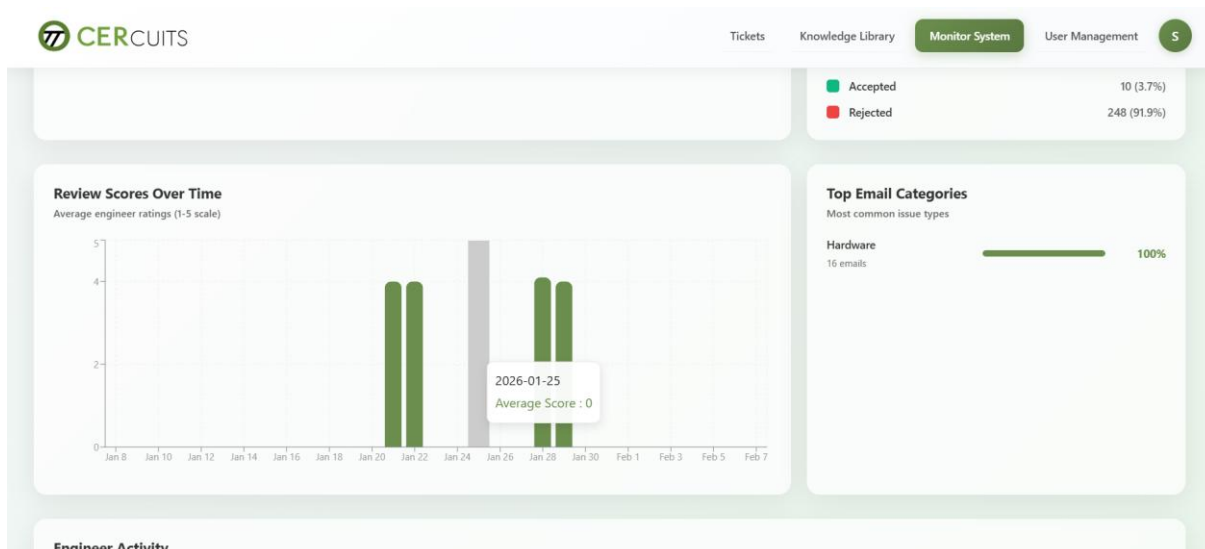 CERCUITS
Tickets
Knowledge Library
Monitor System
User Management
S
Accepted 10 (3.7%)
Rejected 248 (91.9%)
Review Scores Over Time
Average engineer ratings (1-5 scale)
5
4
2
0
Jan 8 Jan 10 Jan 12 Jan 14 Jan 16 Jan 18 Jan 20 Jan 22 Jan 24 Jan 26 Jan 28 Jan 30 Feb 1 Feb 3 Feb 5 Feb 7
2026-01-25
Average Score : 0
Top Email Categories
Most common issue types
Hardware
16 emails
100%
Engineer Activity